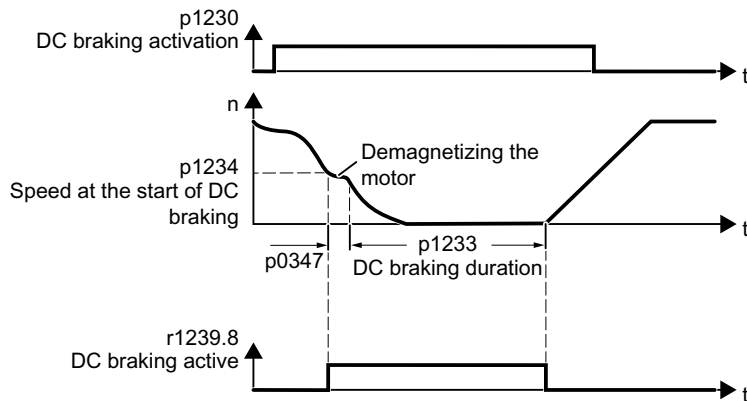 p1230
DC braking activation
t
n
p1234
Speed at the start of DC
braking
Demagnetizing the
motor
t
p0347
p1233
DC braking duration
r1239.8
DC braking active
t